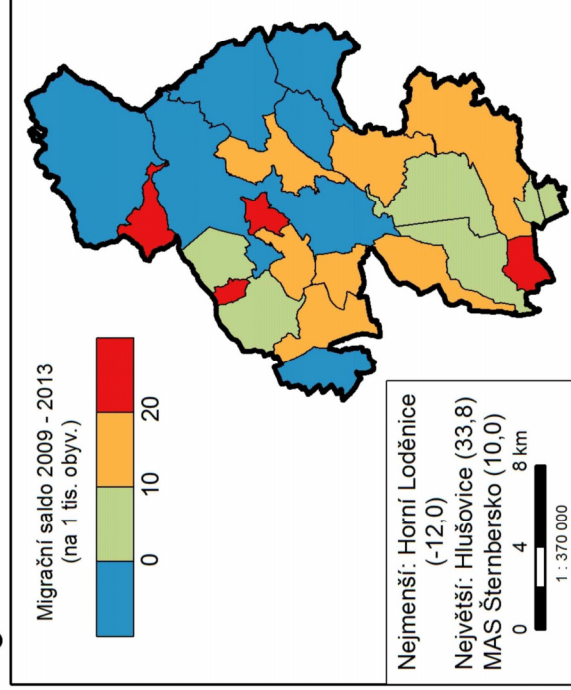 Migrační saldo 2009 - 2013
(na 1 tis. obyv.)
0
10
20
Nejmenší: Horní Loděnice
(-12,0)
Největší: Hlušovice (33,8)
MAS Šternbersko (10,0)
0
4
8 km
1 : 370 000